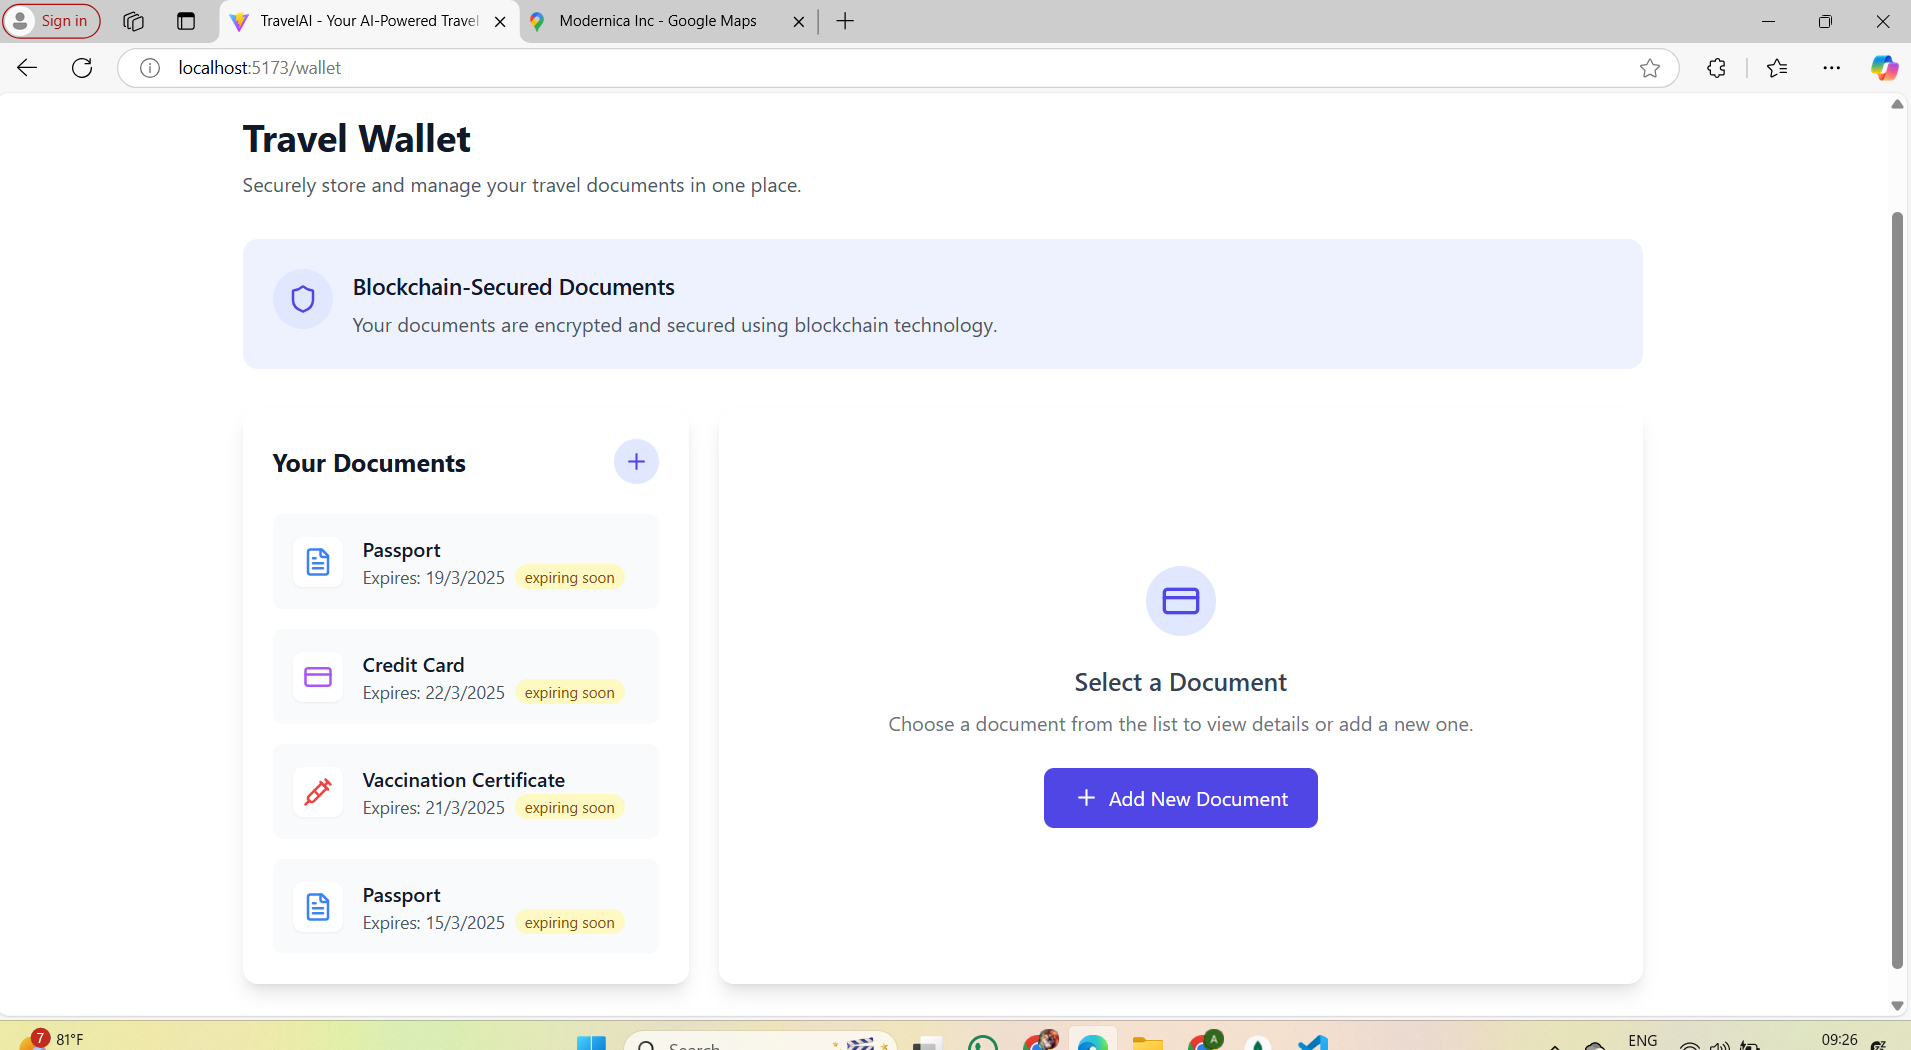 Sign in
TravelAI - Your AI-Powered Travel
Modernica Inc - Google Maps
localhost:5173/wallet
Travel Wallet
Securely store and manage your travel documents in one place.
Blockchain-Secured Documents
Your documents are encrypted and secured using blockchain technology.
Your Documents
Passport
Expires: 19/3/2025 expiring soon
Credit Card
Expires: 22/3/2025 expiring soon
Vaccination Certificate
Expires: 21/3/2025 expiring soon
Passport
Expires: 15/3/2025 expiring soon
Select a Document
Choose a document from the list to view details or add a new one.
Add New Document
7
81°F
Search
A
ENG
09:26